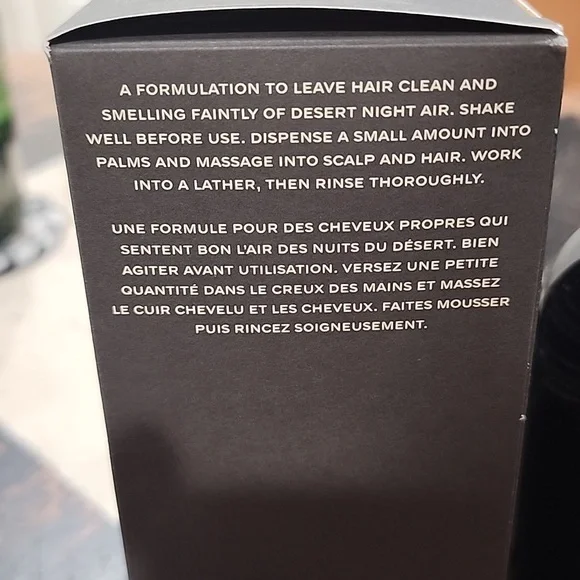 A FORMULATION TO LEAVE HAIR CLEAN AND
SMELLING FAINTLY OF DESERT NIGHT AIR. SHAKE
WELL BEFORE USE. DISPENSE A SMALL AMOUNT INTO
PALMS AND MASSAGE INTO SCALP AND HAIR. WORK
INTO A LATHER, THEN RINSE THOROUGHLY.
UNE FORMULE POUR DES CHEVEUX PROPRES QUI
SENTENT BON L'AIR DES NUITS DU DÉSERT. BIEN
AGITER AVANT UTILISATION. VERSEZ UNE PETITE
QUANTITÉ DANS LE CREUX DES MAINS ET MASSEZ
LE CUIR CHEVELU ET LES CHEVEUX. FAITES MOUSSER
PUIS RINCEZ SOIGNEUSEMENT.